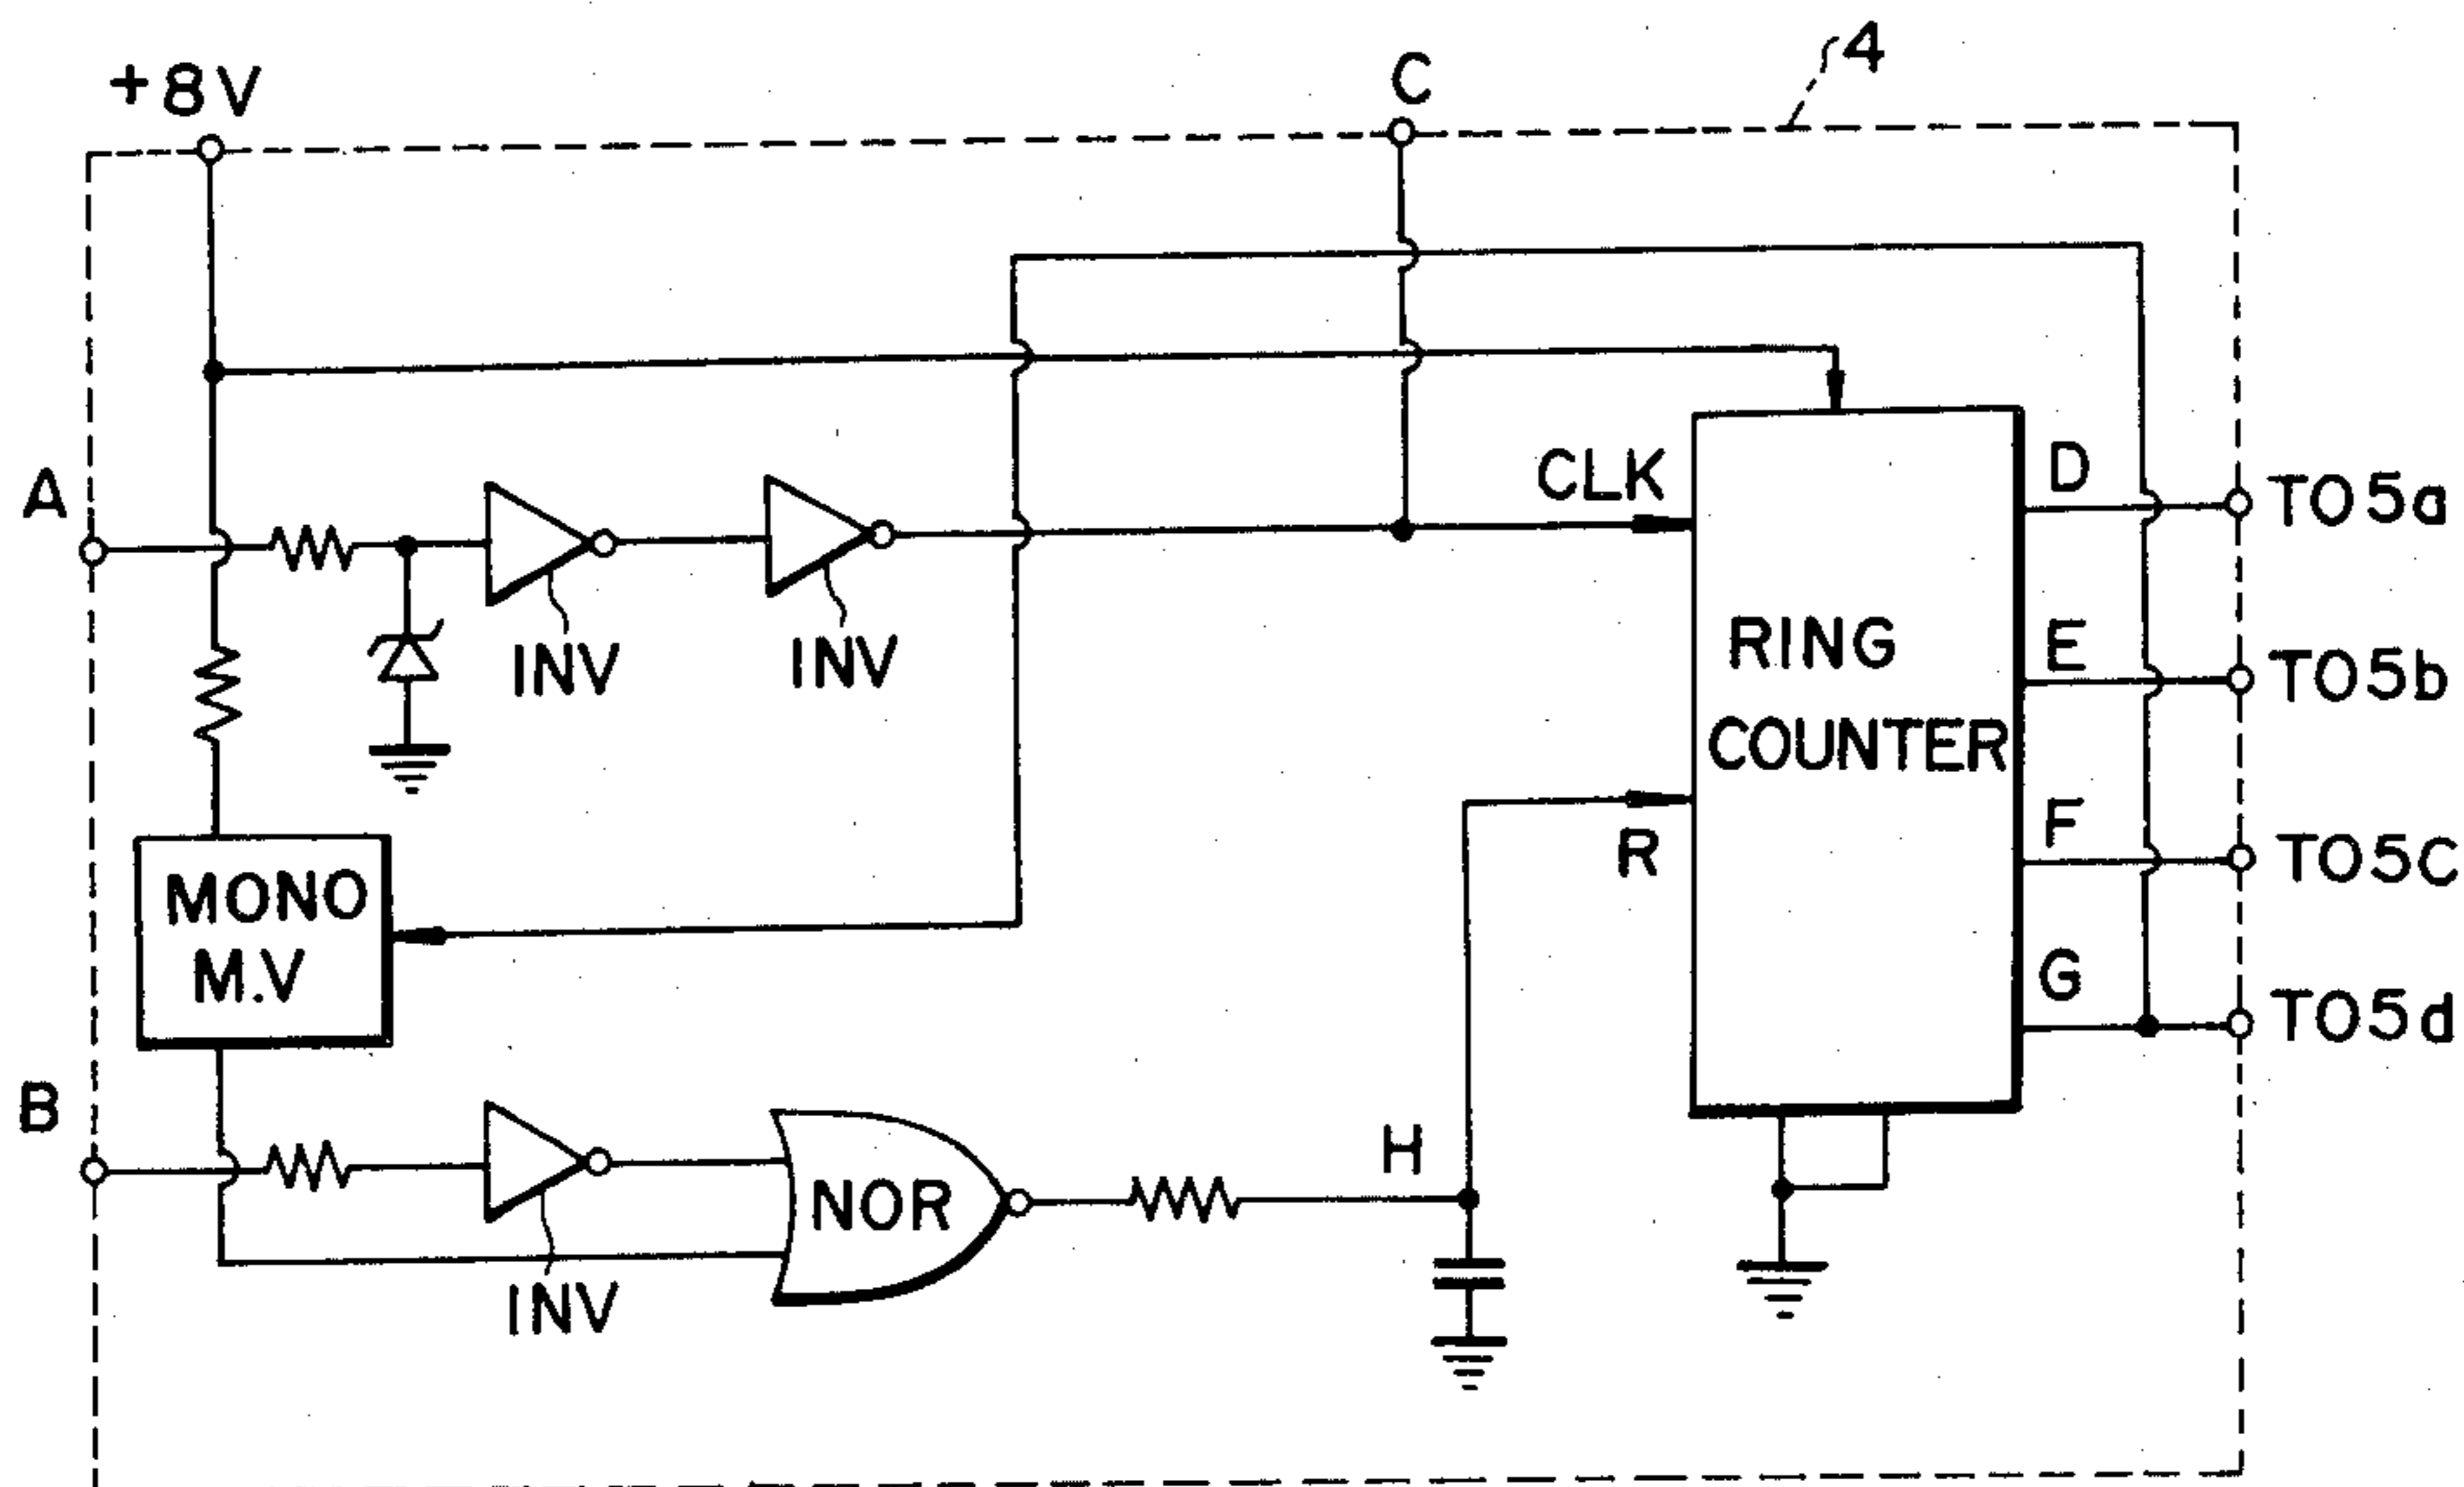 +8V
C
4
A
CLK
D
TO5a
INV
INV
RING
COUNTER
E
TO5b
MONO
M.V
R
F
TO5C
G
TO5d
B
NOR
H
INV